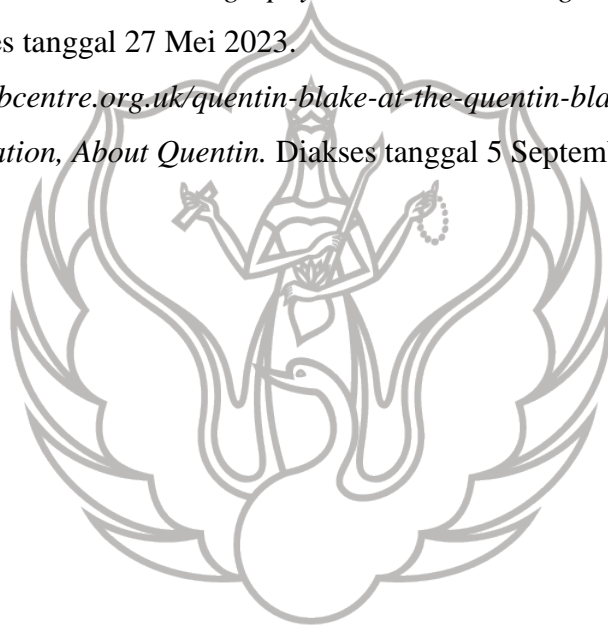 es tanggal 27 Mei 2023.
bcentre.org.uk/quentin-blake-at-the-quentin-bla
ation, About Quentin. Diakses tanggal 5 Septem